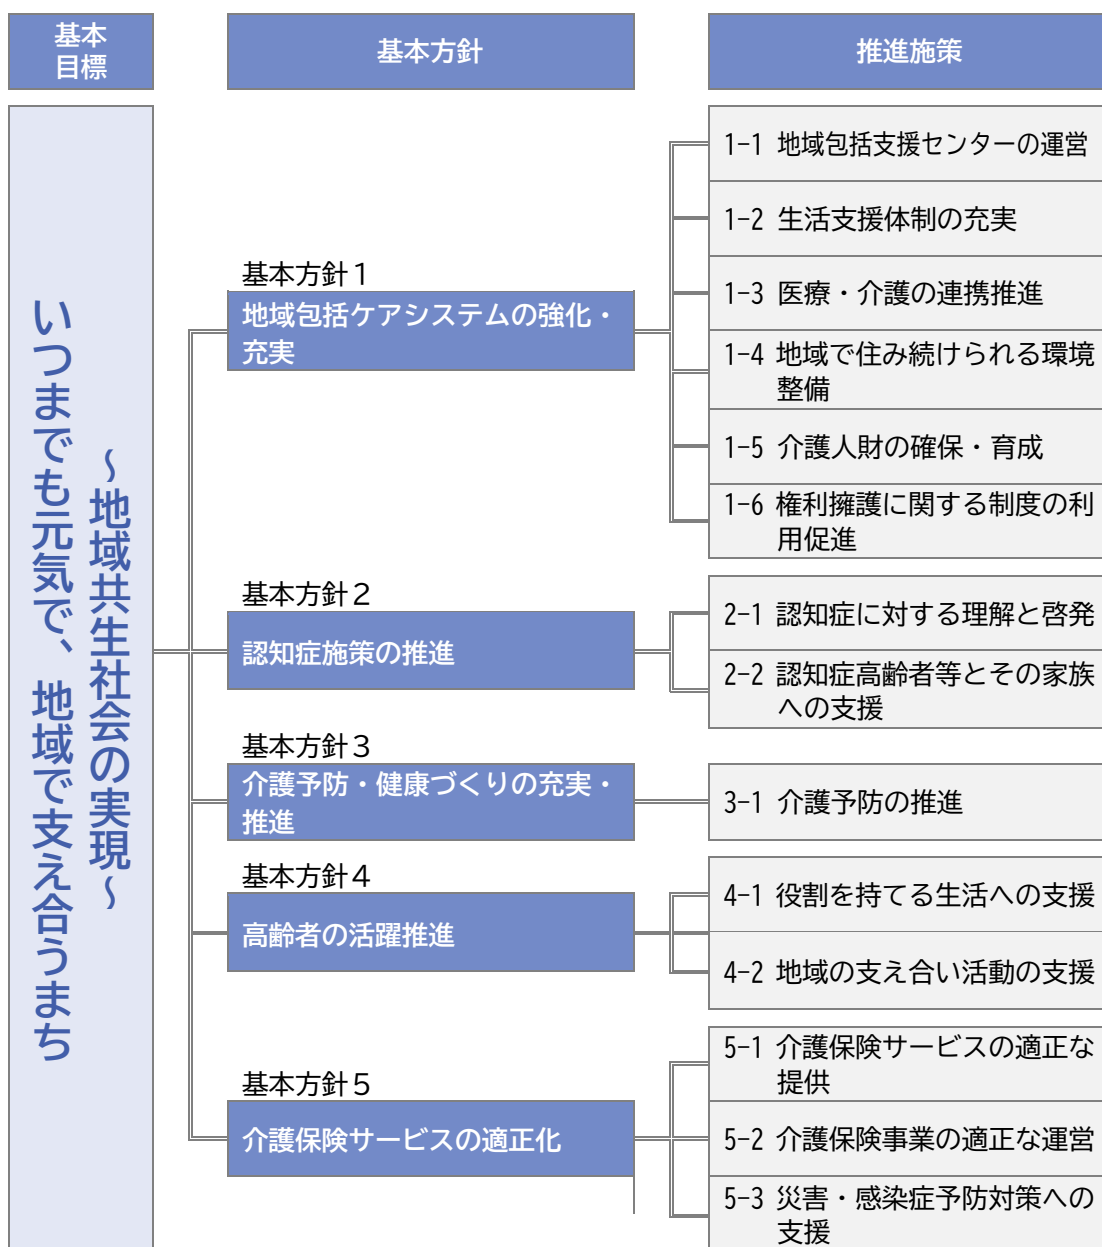 基本
目標
基本方針
推進施策
いつまでも元気で、地域で支え合うまち
～地域共生社会の実現～
基本方針１
地域包括ケアシステムの強化・
充実
1-1 地域包括支援センターの運営
1-2 生活支援体制の充実
1-3 医療・介護の連携推進
1-4 地域で住み続けられる環境
整備
1-5 介護人財の確保・育成
1-6 権利擁護に関する制度の利
用促進
基本方針２
認知症施策の推進
2-1 認知症に対する理解と啓発
2-2 認知症高齢者等とその家族
への支援
基本方針３
介護予防・健康づくりの充実・
推進
3-1 介護予防の推進
基本方針４
高齢者の活躍推進
4-1 役割を持てる生活への支援
4-2 地域の支え合い活動の支援
基本方針５
介護保険サービスの適正化
5-1 介護保険サービスの適正な
提供
5-2 介護保険事業の適正な運営
5-3 災害・感染症予防対策への
支援